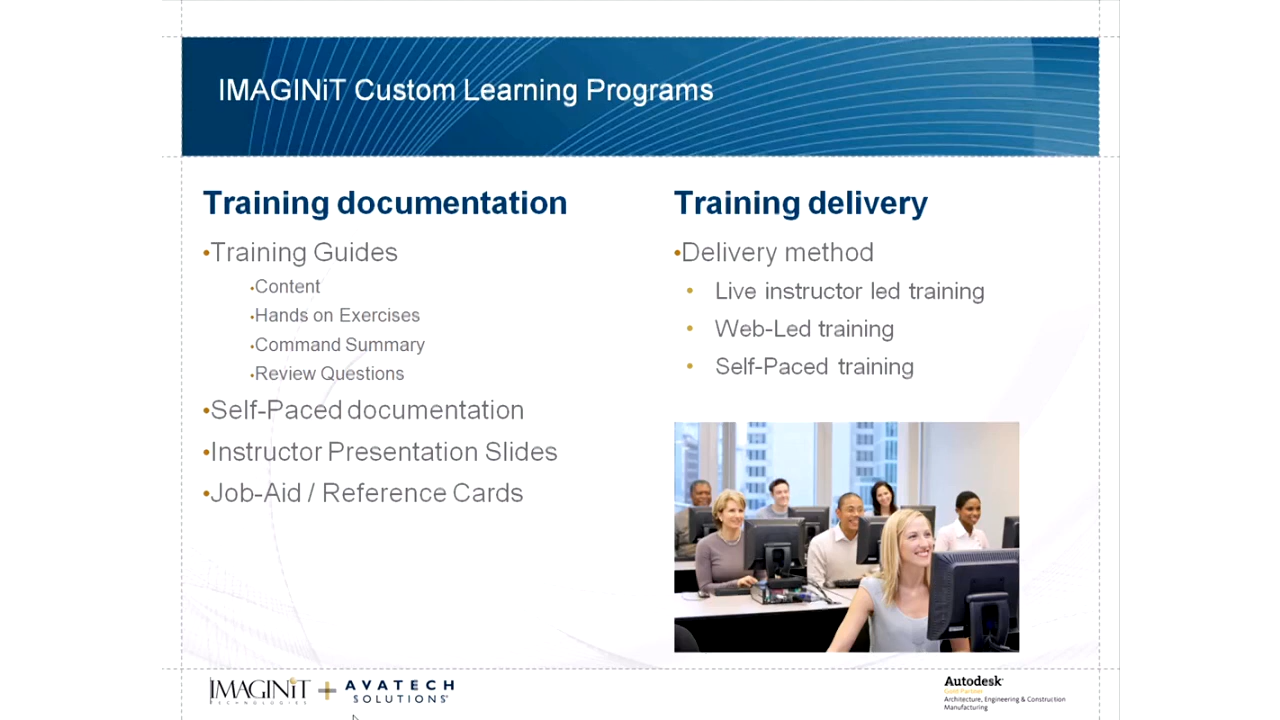 IMAGINiT Custom Learning Programs
Training documentation
•Training Guides
•Content
•Hands on Exercises
•Command Summary
•Review Questions
•Self-Paced documentation
•Instructor Presentation Slides
•Job-Aid / Reference Cards
Training delivery
•Delivery method
• Live instructor led training
• Web-Led training
• Self-Paced training
IMAGINiT + AVATECH
TECHNOLOGIES SOLUTIONS
Autodesk
Gold Partner
Architecture, Engineering & Construction
Manufacturing